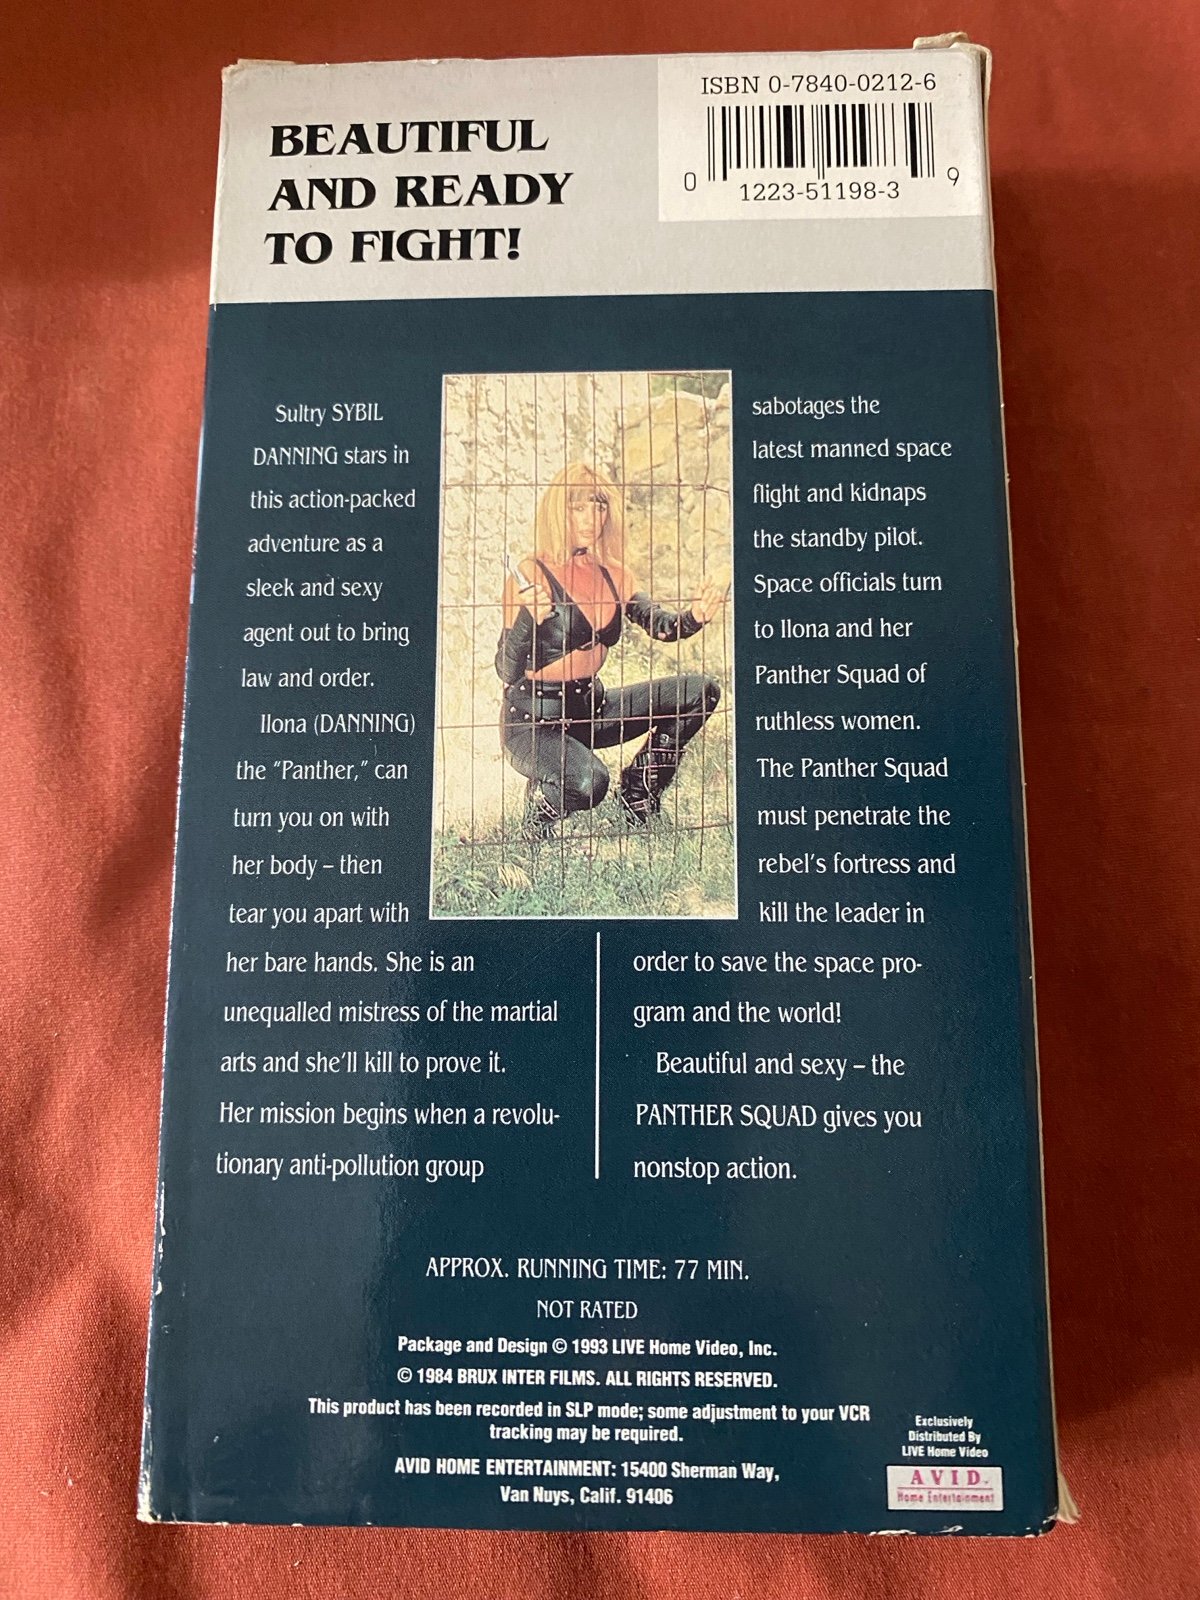 ISBN 0-7840-0212-6
0 1223-51198-3 9
BEAUTIFUL
AND READY
TO FIGHT!
Sultry SYBIL
DANNING stars in
this action-packed
adventure as a
sleek and sexy
agent out to bring
law and order.
Ilona (DANNING)
the "Panther," can
turn you on with
her body – then
tear you apart with
her bare hands. She is an
unequalled mistress of the martial
arts and she'll kill to prove it.
Her mission begins when a revolu-
tionary anti-pollution group
sabotages the
latest manned space
flight and kidnaps
the standby pilot.
Space officials turn
to Ilona and her
Panther Squad of
ruthless women.
The Panther Squad
must penetrate the
rebel's fortress and
kill the leader in
order to save the space pro-
gram and the world!
Beautiful and sexy – the
PANTHER SQUAD gives you
nonstop action.
APPROX. RUNNING TIME: 77 MIN.
NOT RATED
Package and Design © 1993 LIVE Home Video, Inc.
© 1984 BRUX INTER FILMS. ALL RIGHTS RESERVED.
This product has been recorded in SLP mode; some adjustment to your VCR
tracking may be required.
AVID HOME ENTERTAINMENT: 15400 Sherman Way,
Van Nuys, Calif. 91406
Exclusively
Distributed By
LIVE Home Video
AVID
Home Entertainment